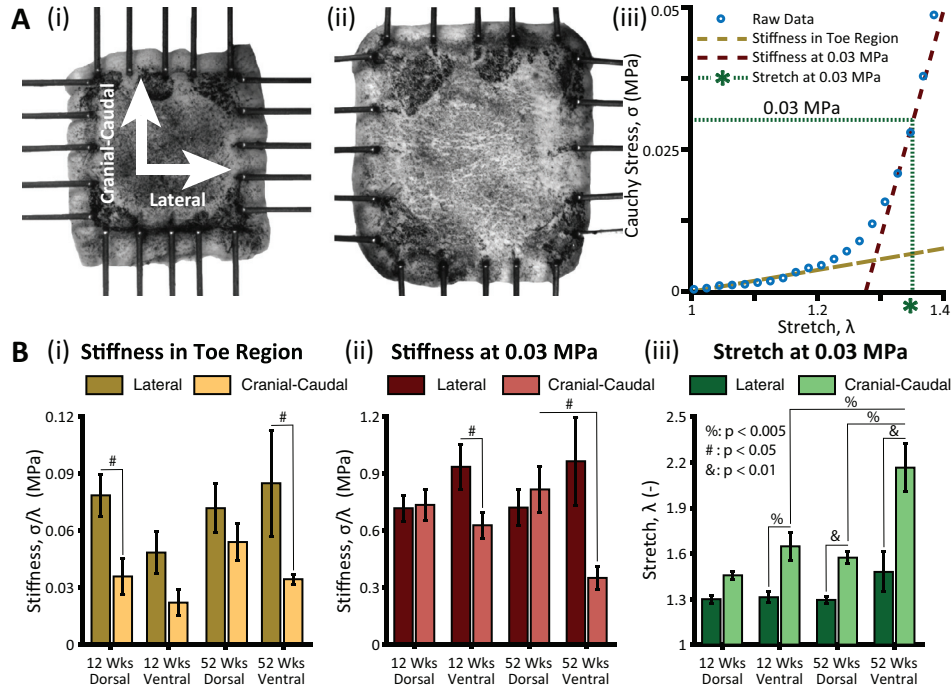 A
(i)
Cranial-Caudal
Lateral
(ii)
(iii)
0.05
Raw Data
Stiffness in Toe Region
Stiffness at 0.03 MPa
Stretch at 0.03 MPa
0.03 MPa
0.025
0
Cauchy Stress, σ (MPa)
1
1.2
1.4
Stretch, λ
B
(i) Stiffness in Toe Region
Lateral
Cranial-Caudal
Stiffness, σ/λ (MPa)
0.12
0.09
0.06
0.03
0
#
#
12 Wks
Dorsal
12 Wks
Ventral
52 Wks
Dorsal
52 Wks
Ventral
(ii) Stiffness at 0.03 MPa
Lateral
Cranial-Caudal
Stiffness, σ/λ (MPa)
1.2
0.9
0.6
0.3
0
#
#
12 Wks
Dorsal
12 Wks
Ventral
52 Wks
Dorsal
52 Wks
Ventral
(iii) Stretch at 0.03 MPa
Lateral
Cranial-Caudal
Stretch, λ (-)
2.5
2.2
1.9
1.6
1.3
1
%: p < 0.005
#: p < 0.05
&: p < 0.01
%
%
&
%
&
12 Wks
Dorsal
12 Wks
Ventral
52 Wks
Dorsal
52 Wks
Ventral